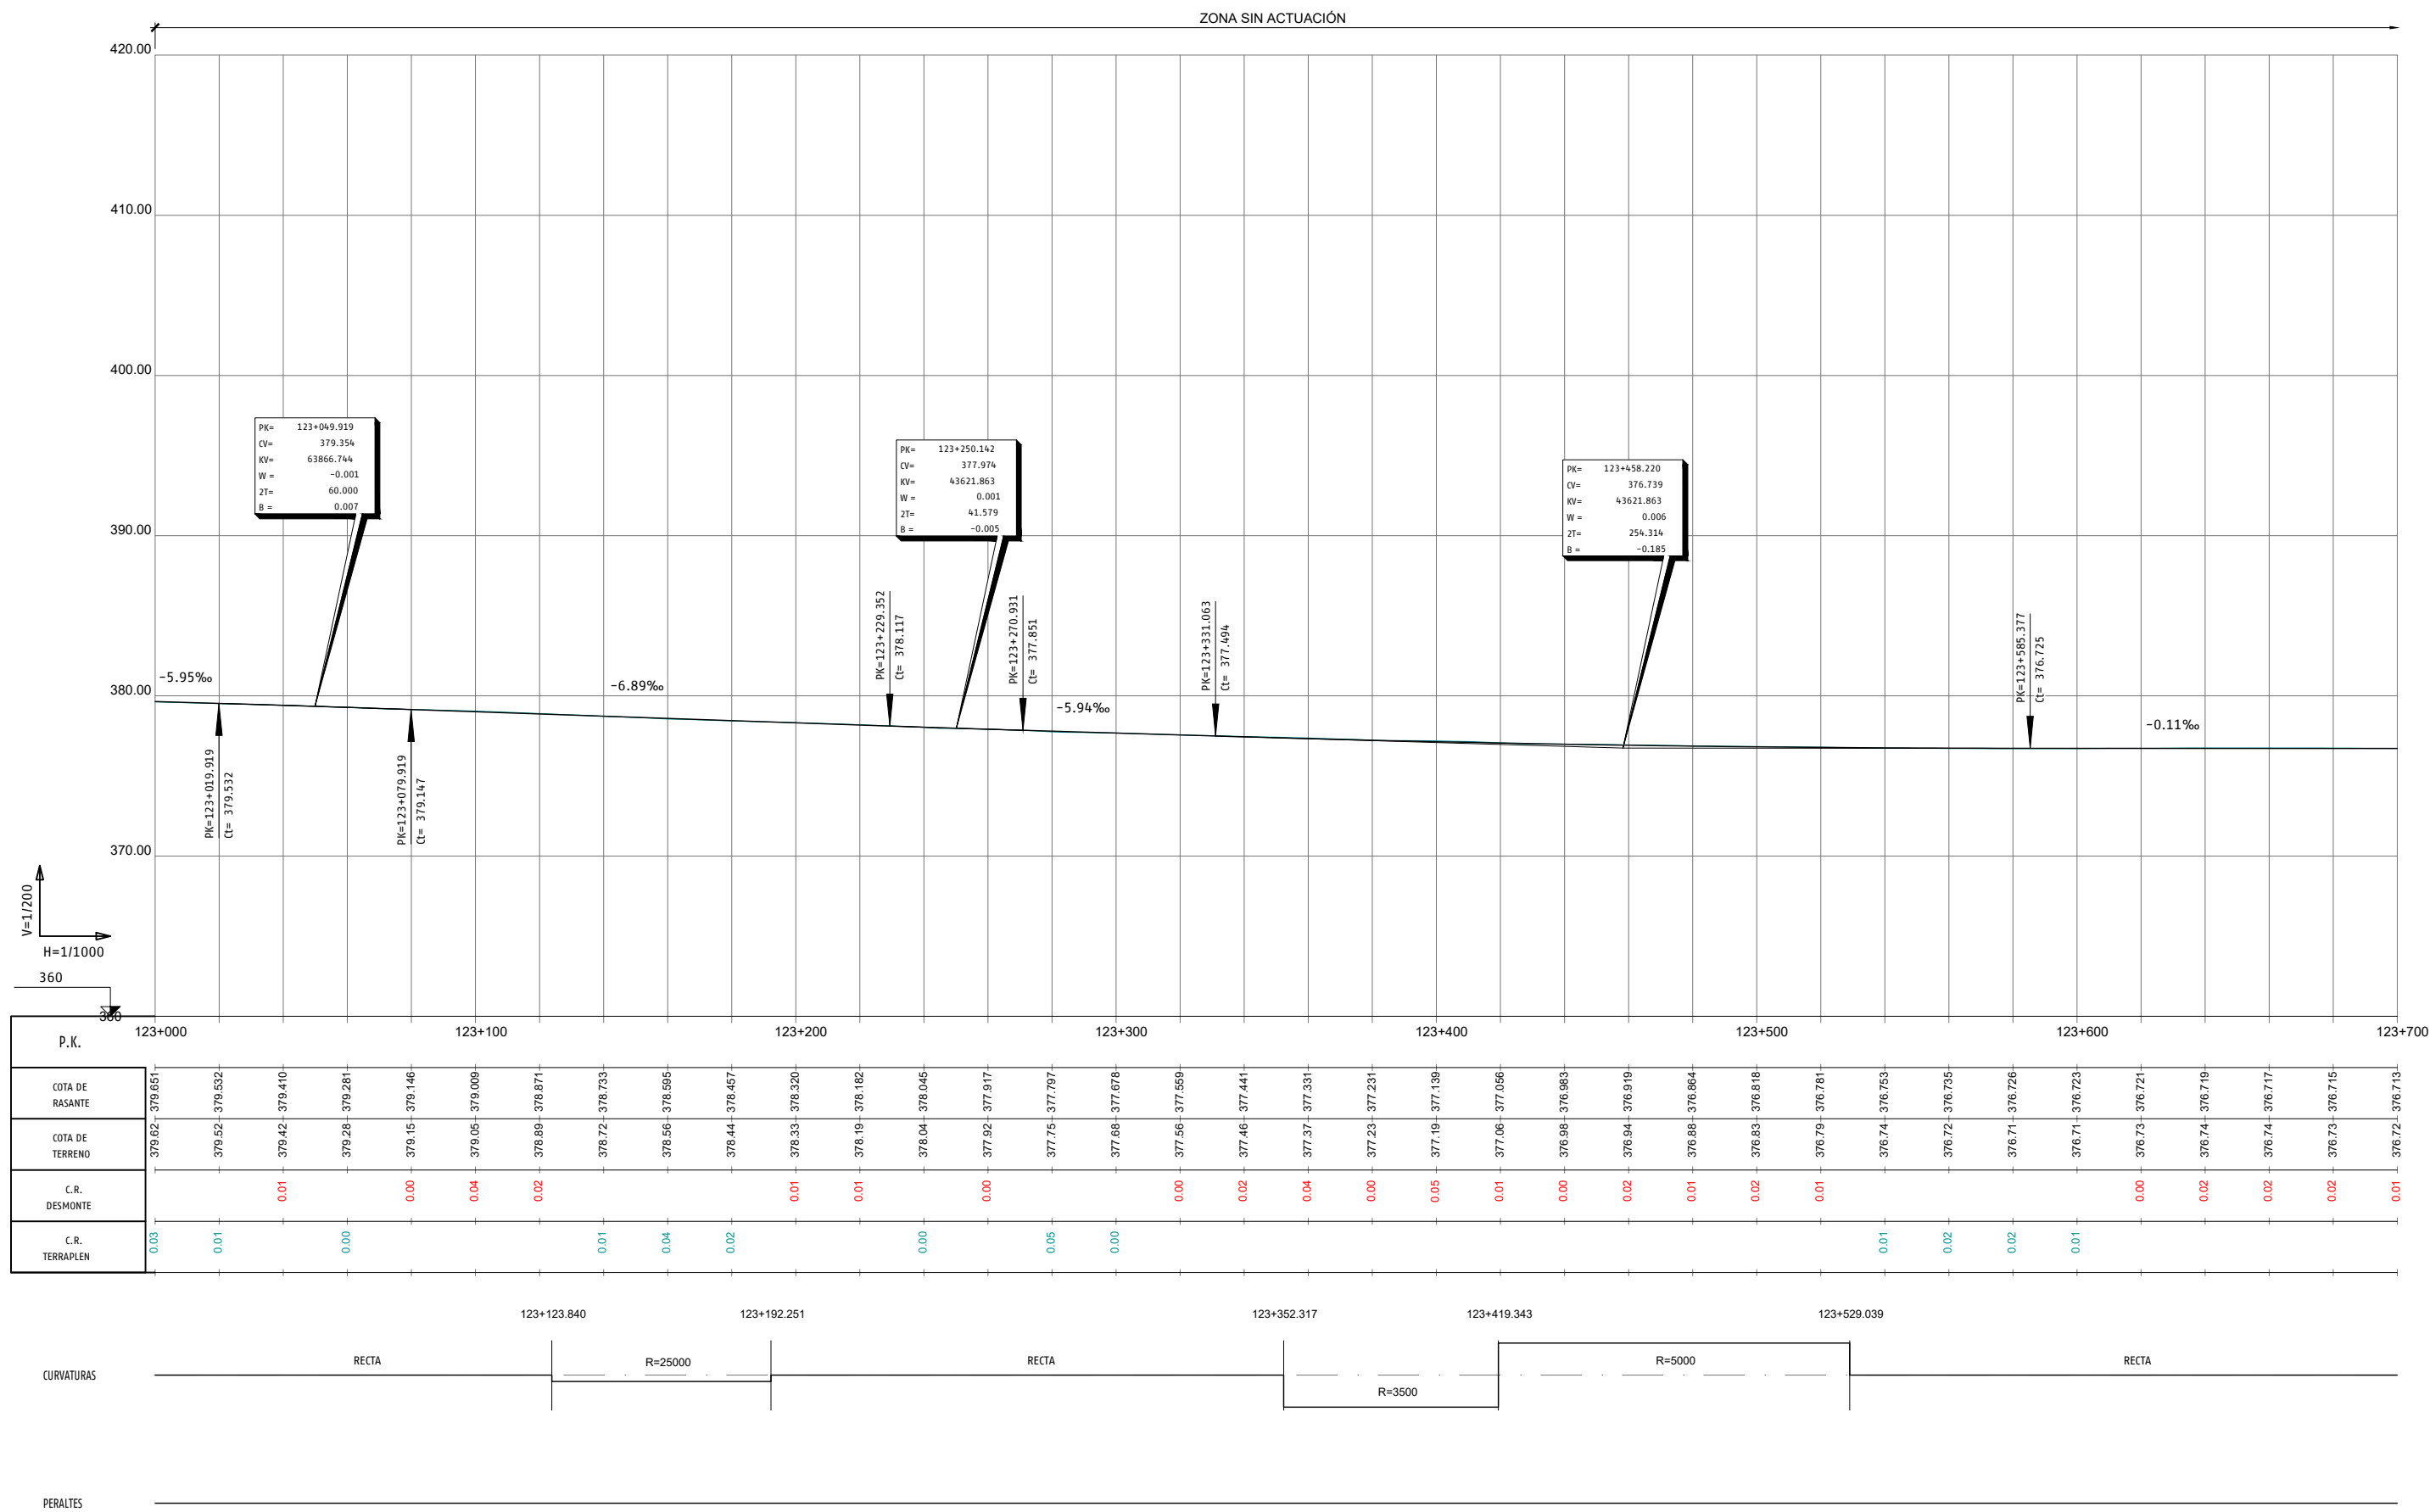 ZONA SIN ACTUACIÓN
420.00
410.00
400.00
390.00
380.00
370.00
PK= 123+049.919
CV= 379.354
KV= 63866.744
W = -0.001
2T= 60.000
B = 0.007
PK= 123+250.142
CV= 377.974
KV= 43621.863
W = 0.001
2T= 41.579
B = -0.005
PK= 123+458.220
CV= 376.739
KV= 43621.863
W = 0.006
2T= 254.314
B = -0.185
-5.95‰
-6.89‰
-5.94‰
-0.11‰
PK=123+019.919
Ct= 379.532
PK=123+079.919
Ct= 379.147
PK=123+229.352
Ct= 378.117
PK=123+270.931
Ct= 377.851
PK=123+331.063
Ct= 377.494
PK=123+585.377
Ct= 376.725
V=1/200
H=1/1000
360
360
P.K.
123+000 123+100 123+200 123+300 123+400 123+500 123+600 123+700
COTA DE
RASANTE
379.651 379.532 379.410 379.281 379.146 379.009 378.871 378.733 378.595 378.457 378.320 378.182 378.045 377.917 377.797 377.678 377.559 377.441 377.331 377.231 377.139 377.056 376.983 376.919 376.864 376.818 376.781 376.753 376.735 376.726 376.723 376.721 376.719 376.717 376.715 376.713
COTA DE
TERRENO
379.62 379.52 379.42 379.28 379.15 379.05 378.89 378.72 378.56 378.44 378.33 378.19 378.04 377.92 377.75 377.68 377.56 377.46 377.37 377.23 377.19 377.06 376.98 376.94 376.88 376.83 376.79 376.74 376.72 376.71 376.71 376.73 376.74 376.74 376.73 376.72
C.R.
DESMONTE
0.01 0.00 0.04 0.02 0.01 0.01 0.00 0.00 0.02 0.04 0.00 0.05 0.01 0.00 0.02 0.01 0.02 0.01 0.00 0.02 0.02 0.02 0.01
C.R.
TERRAPLEN
0.03 0.01 0.00 0.01 0.04 0.02 0.00 0.05 0.00 0.01 0.02 0.02 0.01
123+123.840 123+192.251 123+352.317 123+419.343 123+529.039
CURVATURAS
RECTA R=25000 RECTA R=3500 R=5000 RECTA
PERALTES